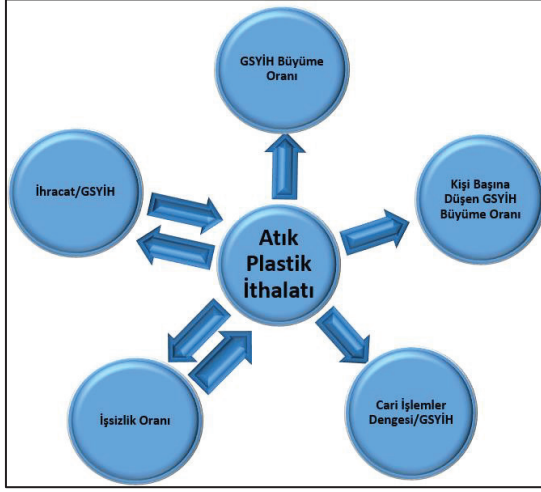 GSYİH Büyüme
Oranı
İhracat/GSYİH
Kişi Başına
Düşen GSYİH
Büyüme Oranı
Atık
Plastik
İthalatı
İşsizlik Oranı
Cari İşlemler
Dengesi/GSYİH